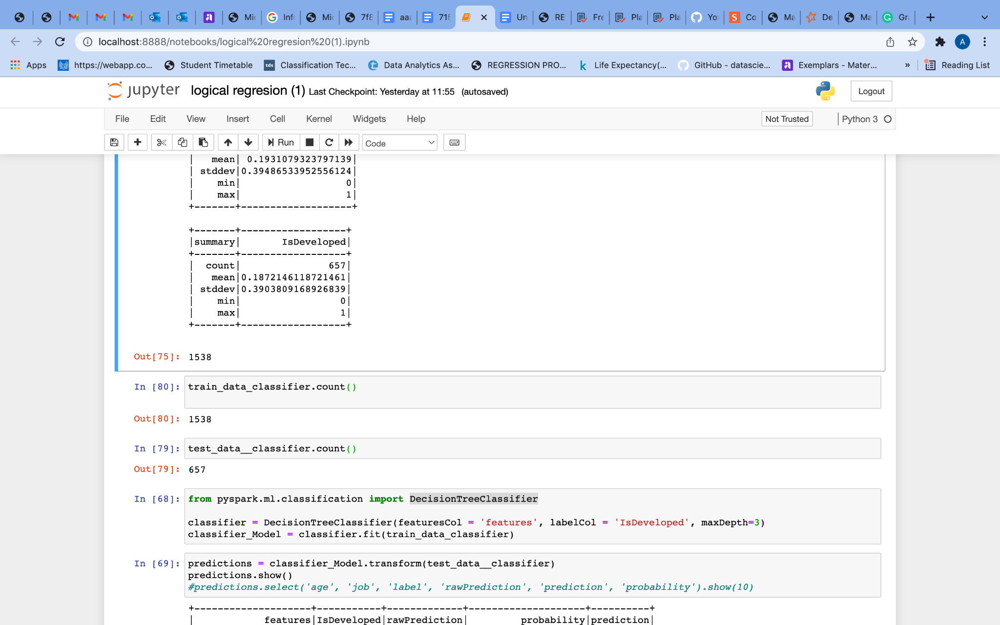 Mic
Inf
Mic
7f8
aaa
715
Un
RE
Fre
Pla
Pla
Yo
S
Co
Ma
De
Ma
G
Gr
localhost:8888/notebooks/logical%20regresion%20(1).ipynb
A
Apps
https://webapp.co...
Student Timetable
tds
Classification Tec...
Data Analytics As...
REGRESSION PRO...
k
Life Expectancy(...
GitHub - datascie...
Exemplars - Mater...
»
Reading List
jupyter
logical regresion (1) Last Checkpoint: Yesterday at 11:55 (autosaved)
Logout
File Edit View Insert Cell Kernel Widgets Help
Not Trusted
Python 3
Run
Code
| mean| 0.1931079323797139|
| stddev|0.39486533952556124|
| min| 0|
| max| 1|
+-------+-------------------+
+-------+------------------+
|summary| IsDeveloped|
+-------+------------------+
| count| 657|
| mean|0.1872146118721461|
| stddev|0.3903809168926839|
| min| 0|
| max| 1|
+-------+------------------+
Out[75]: 1538
In [80]: train_data_classifier.count()
Out[80]: 1538
In [79]: test_data__classifier.count()
Out[79]: 657
In [68]: from pyspark.ml.classification import DecisionTreeClassifier
classifier = DecisionTreeClassifier(featuresCol = 'features', labelCol = 'IsDeveloped', maxDepth=3)
classifier_Model = classifier.fit(train_data_classifier)
In [69]: predictions = classifier_Model.transform(test_data__classifier)
predictions.show()
#predictions.select('age', 'job', 'label', 'rawPrediction', 'prediction', 'probability').show(10)
+--------------------+-----------+-------------+--------------------+----------+
| features|IsDeveloped|rawPrediction| probability|prediction|